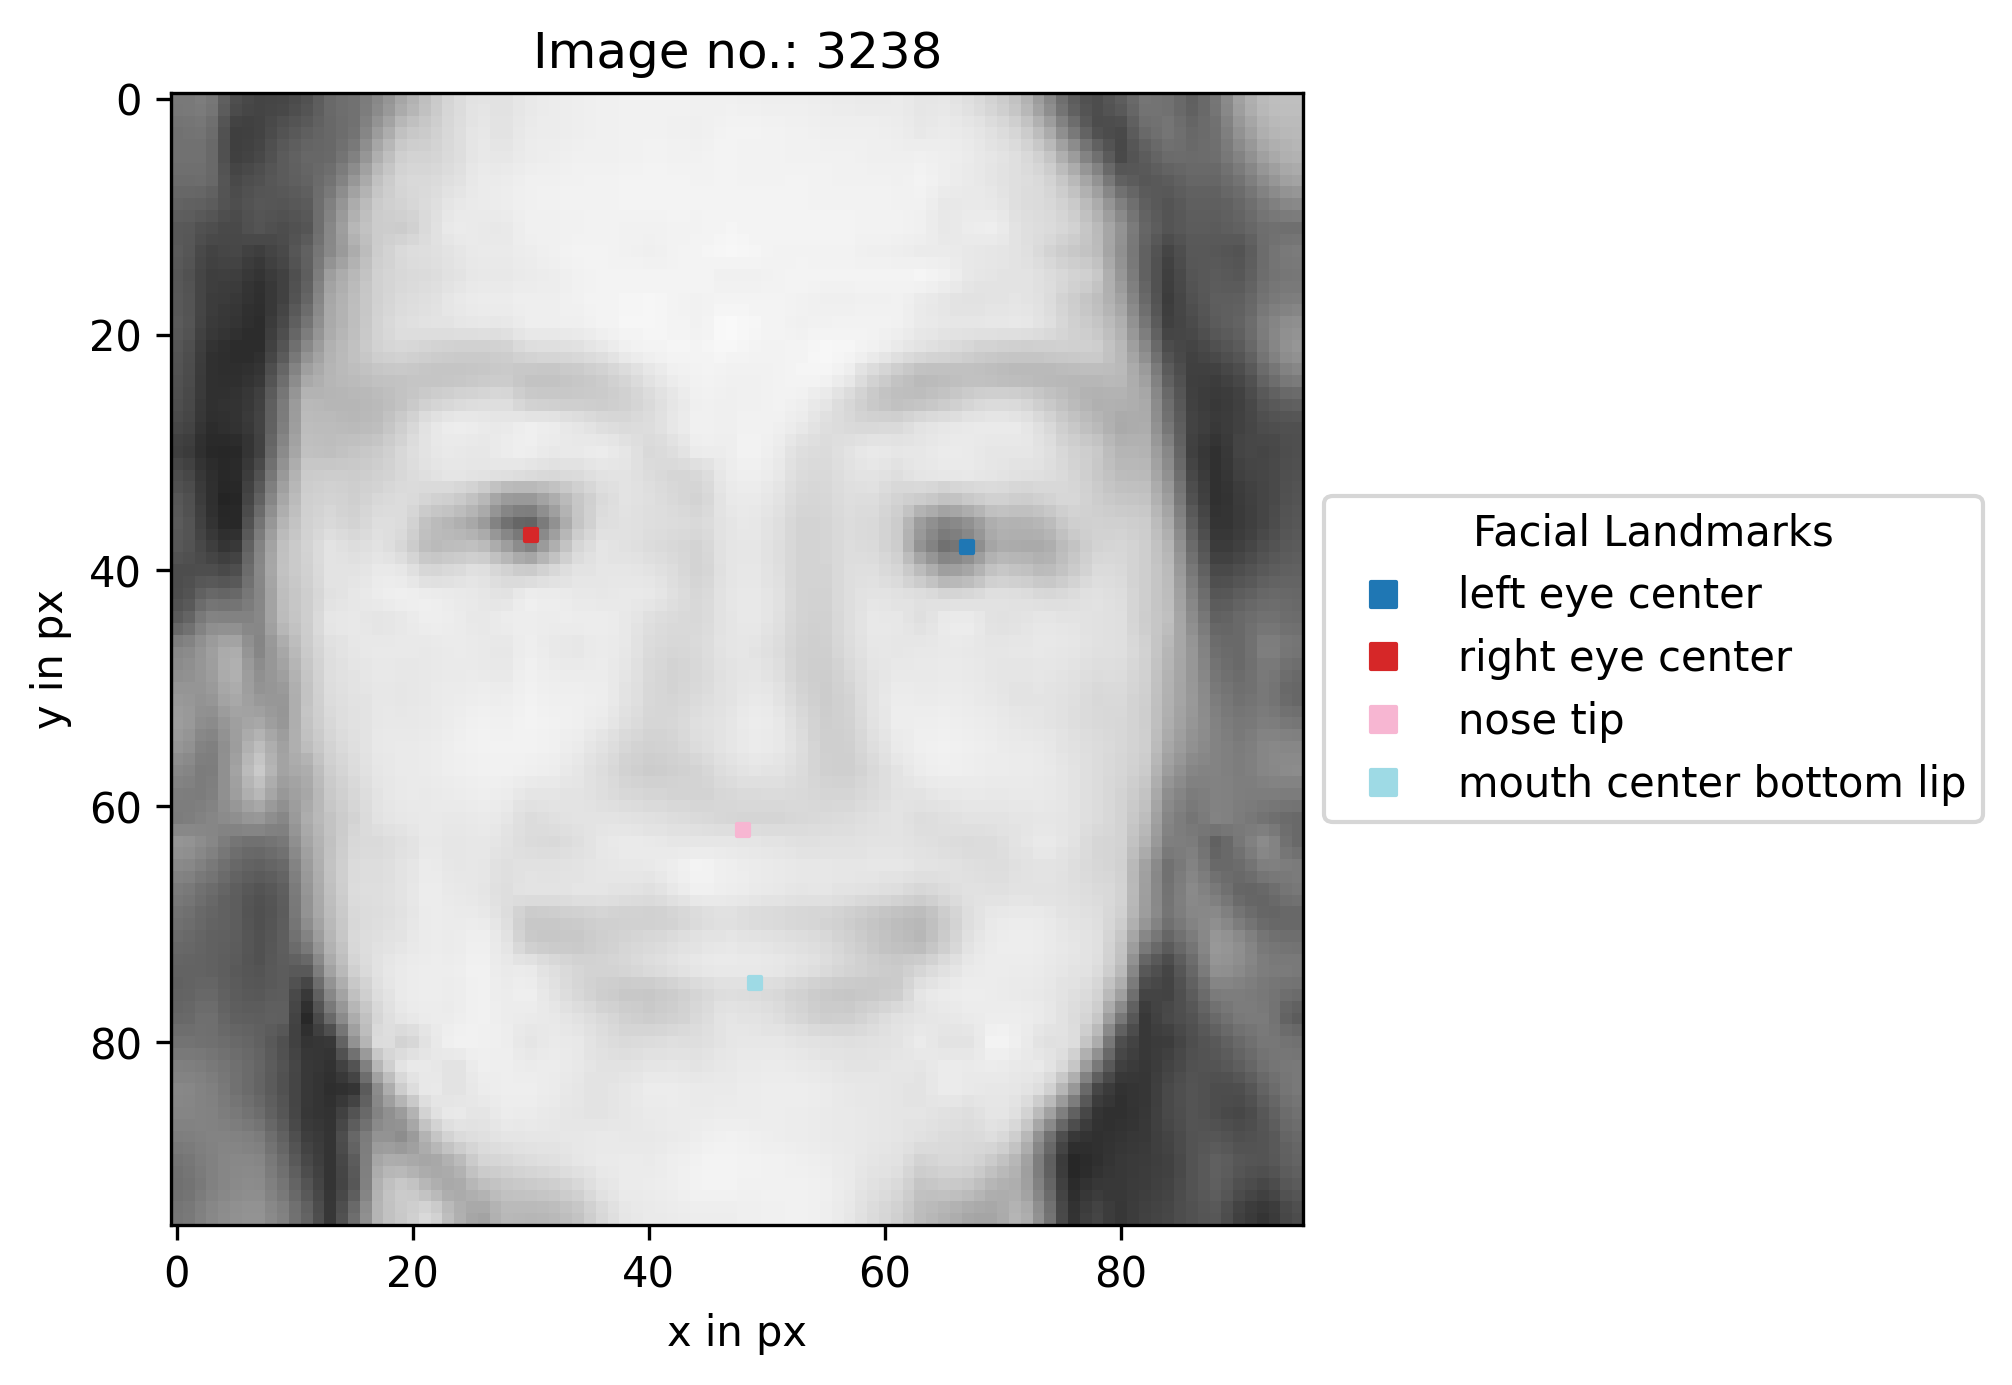 Image no.: 3238
0
20
40
60
80
y in px
0 20 40 60 80
x in px
Facial Landmarks
left eye center
right eye center
nose tip
mouth center bottom lip